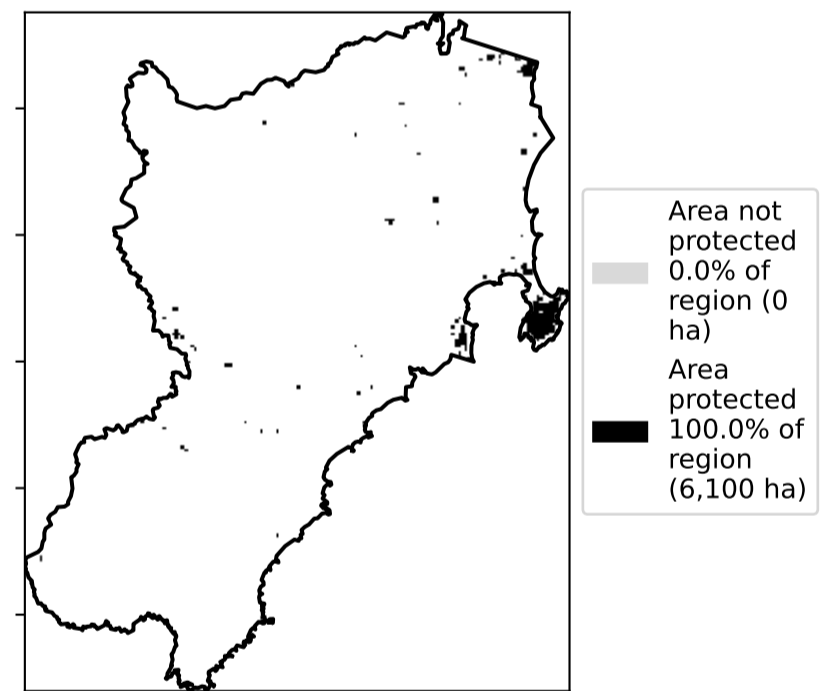 Area not
protected
0.0% of
region (0
ha)
Area
protected
100.0% of
region
(6,100 ha)